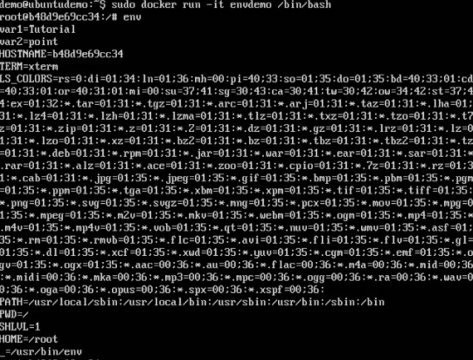 demo@ubuntudemo:~$ sudo docker run -it envdemo /bin/bash
root@b48d9e69cc34:/# env
var1=Tutorial
var2=point
HOSTNAME=b48d9e69cc34
TERM=xterm
LS_COLORS=rs=0:di=01;34:ln=01;36:mh=00:pi=40;33:so=01;35:do=01;35:bd=40;33;01:cd
=40;33;01:or=40;31;01:mi=00:su=37;41:sg=30;43:ca=30;41:tw=30;42:ow=34;42:st=37;4
4:ex=01;32:*.tar=01;31:*.tgz=01;31:*.arc=01;31:*.arj=01;31:*.taz=01;31:*.lha=01;
31:*.lz4=01;31:*.lzh=01;31:*.lzma=01;31:*.tlz=01;31:*.txz=01;31:*.tzo=01;31:*.t7
z=01;31:*.zip=01;31:*.z=01;31:*.Z=01;31:*.dz=01;31:*.gz=01;31:*.lrz=01;31:*.lz=0
1;31:*.lzo=01;31:*.xz=01;31:*.bz2=01;31:*.bz=01;31:*.tbz=01;31:*.tbz2=01;31:*.tz
=01;31:*.deb=01;31:*.rpm=01;31:*.jar=01;31:*.war=01;31:*.ear=01;31:*.sar=01;31:*
.rar=01;31:*.alz=01;31:*.ace=01;31:*.zoo=01;31:*.cpio=01;31:*.7z=01;31:*.rz=01;3
1:*.cab=01;31:*.jpg=01;35:*.jpeg=01;35:*.gif=01;35:*.bmp=01;35:*.pbm=01;35:*.pgm
=01;35:*.ppm=01;35:*.tga=01;35:*.xbm=01;35:*.xpm=01;35:*.tif=01;35:*.tiff=01;35:
*.png=01;35:*.svg=01;35:*.svgz=01;35:*.mng=01;35:*.pcx=01;35:*.mov=01;35:*.mpg=0
1;35:*.mpeg=01;35:*.m2v=01;35:*.mkv=01;35:*.webm=01;35:*.ogm=01;35:*.mp4=01;35:*
.m4v=01;35:*.mp4v=01;35:*.vob=01;35:*.qt=01;35:*.nuv=01;35:*.wmv=01;35:*.asf=01;
35:*.rm=01;35:*.rmvb=01;35:*.flc=01;35:*.avi=01;35:*.fli=01;35:*.flv=01;35:*.gl=
01;35:*.dl=01;35:*.xcf=01;35:*.xwd=01;35:*.yuv=01;35:*.cgm=01;35:*.emf=01;35:*.o
gv=01;35:*.ogx=01;35:*.aac=00;36:*.au=00;36:*.flac=00;36:*.m4a=00;36:*.mid=00;36
:*.midi=00;36:*.mka=00;36:*.mp3=00;36:*.mpc=00;36:*.ogg=00;36:*.ra=00;36:*.wav=0
0;36:*.oga=00;36:*.opus=00;36:*.spx=00;36:*.xspf=00;36:
PATH=/usr/local/sbin:/usr/local/bin:/usr/sbin:/usr/bin:/sbin:/bin
PWD=/
SHLVL=1
HOME=/root
_=/usr/bin/env